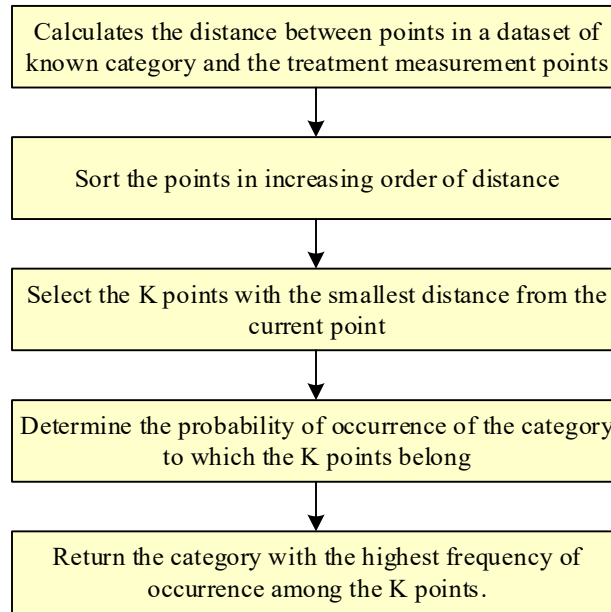 Calculates the distance between points in a dataset of
known category and the treatment measurement points
Sort the points in increasing order of distance
Select the K points with the smallest distance from the
current point
Determine the probability of occurrence of the category
to which the K points belong
Return the category with the highest frequency of
occurrence among the K points.